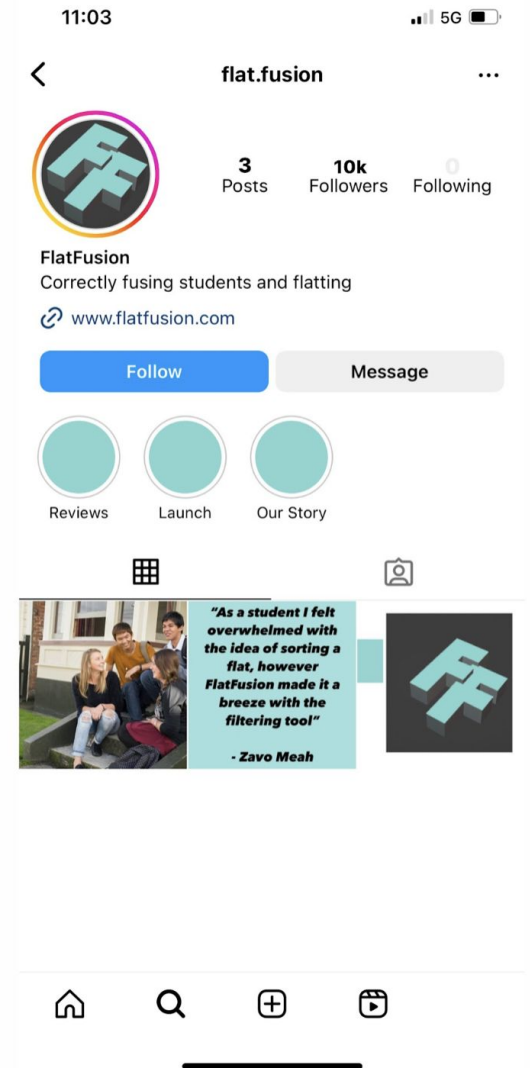 11:03
5G
flat.fusion
3
10k
0
Posts
Followers
Following
FlatFusion
Correctly fusing students and flatting
www.flatfusion.com
Follow
Message
Reviews
Launch
Our Story
“As a student I felt
overwhelmed with
the idea of sorting a
flat, however
FlatFusion made it a
breeze with the
filtering tool”
- Zavo Meah
FF
FF